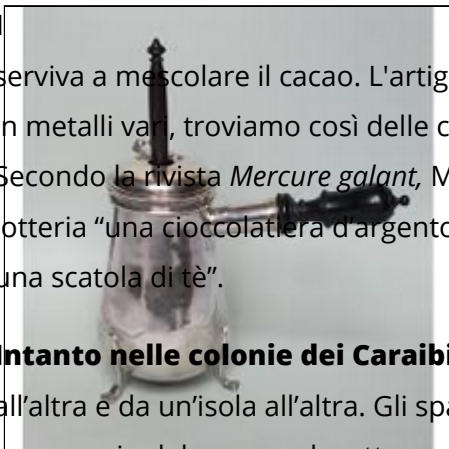 serviva a mescolare il cacao. L'artig
n metalli vari, troviamo così delle c
Secondo la rivista Mercure galant, M
otteria “una cioccolatiera d’argento
una scatola di tè”.
Intanto nelle colonie dei Caraibi
all’altra e da un’isola all’altra. Gli spa